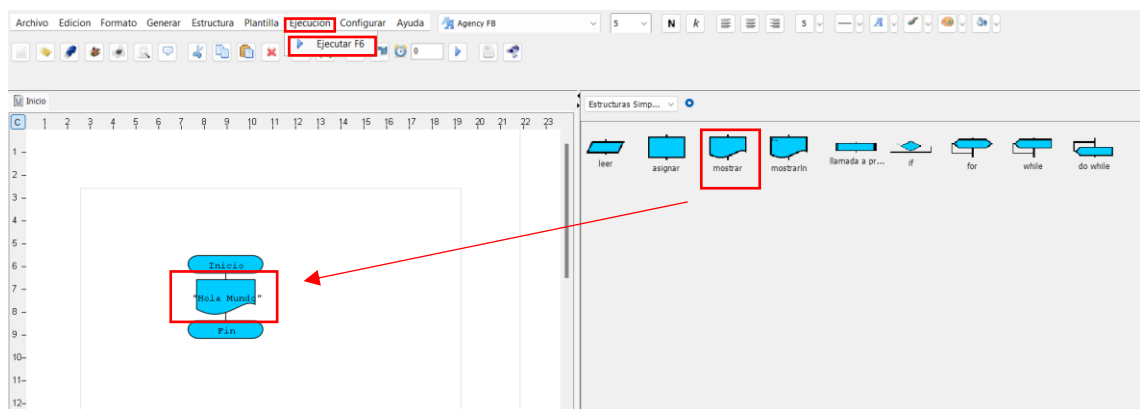 Archivo Edicion Formato Generar Estructura Plantilla Ejecucion Configurar Ayuda Agency FB 5 N k 5 A
Ejecutar F6
0
Inicio
Estructuras Simp...
C 1 2 3 4 5 6 7 8 9 10 11 12 13 14 15 16 17 18 19 20 21 22 23
leer asignar mostrar mostrarln llamada a pr... if for while do while
1
2
3
4
5
6
Inicio
7
"Hola Mundo"
8
9
Fin
10
11
12